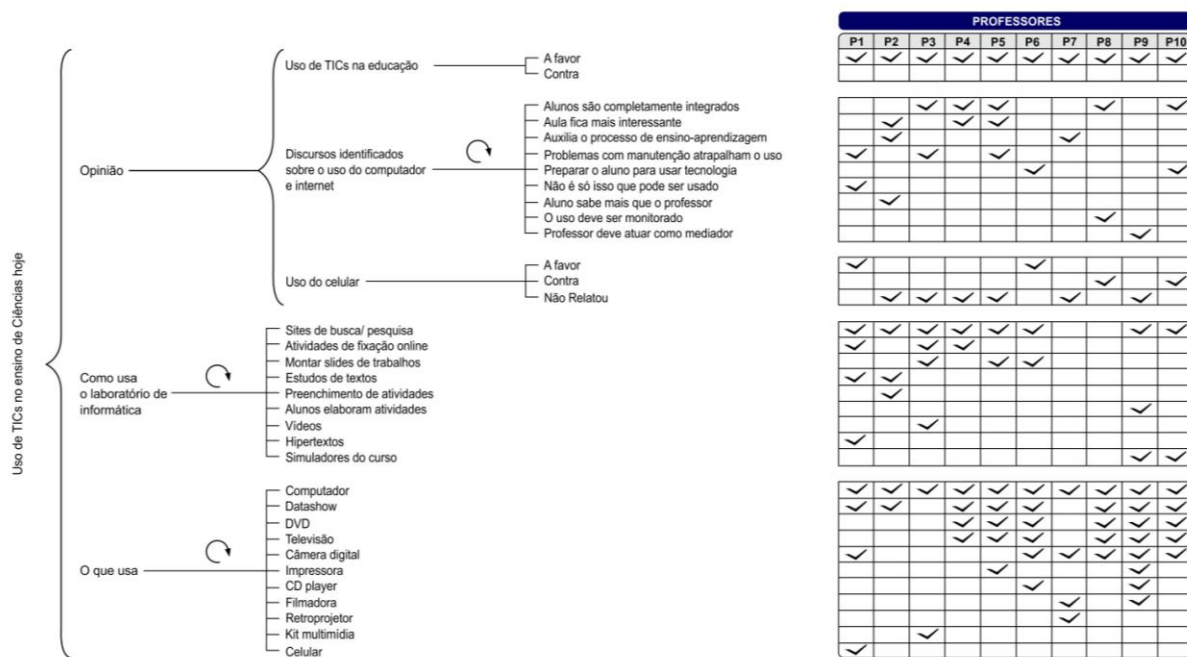 PROFESSORES
P1 P2 P3 P4 P5 P6 P7 P8 P9 P10
Uso de TICs no ensino de Ciências hoje
Opinião
Uso de TICs na educação
A favor
Contra
Discursos identificados
sobre o uso do computador
e internet
Alunos são completamente integrados
Aula fica mais interessante
Auxilia o processo de ensino-aprendizagem
Problemas com manutenção atrapalham o uso
Preparar o aluno para usar tecnologia
Não é só isso que pode ser usado
Aluno sabe mais que o professor
O uso deve ser monitorado
Professor deve atuar como mediador
Uso do celular
A favor
Contra
Não Relatou
Como usa
o laboratório de
informática
Sites de busca/ pesquisa
Atividades de fixação online
Montar slides de trabalhos
Estudos de textos
Preenchimento de atividades
Alunos elaboram atividades
Vídeos
Hipertextos
Simuladores do curso
O que usa
Computador
Datashow
DVD
Televisão
Câmera digital
Impressora
CD player
Filmadora
Retroprojetor
Kit multimídia
Celular